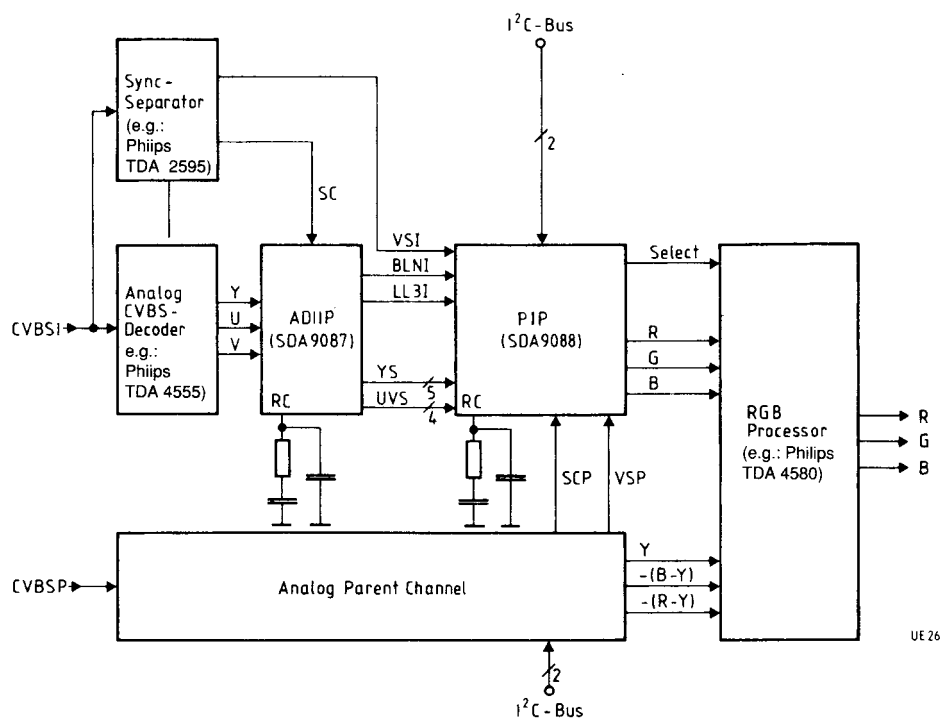 I²C-Bus
Sync-
Separator
(e.g.:
Phiips
TDA 2595)
2
SC
VSI
BLNI
LL3I
Select
Analog
CVBS-
Decoder
e.g.:
Phiips
TDA 4555
CVBSI
Y
U
V
ADIIP
(SDA9087)
RC
YS
5
UVS
4
PIP
(SDA9088)
RC
R
G
B
RGB
Processor
(e.g.: Philips
TDA 4580)
R
G
B
SCP
VSP
CVBSP
Analog Parent Channel
Y
-(B-Y)
-(R-Y)
2
I²C-Bus
UE 26